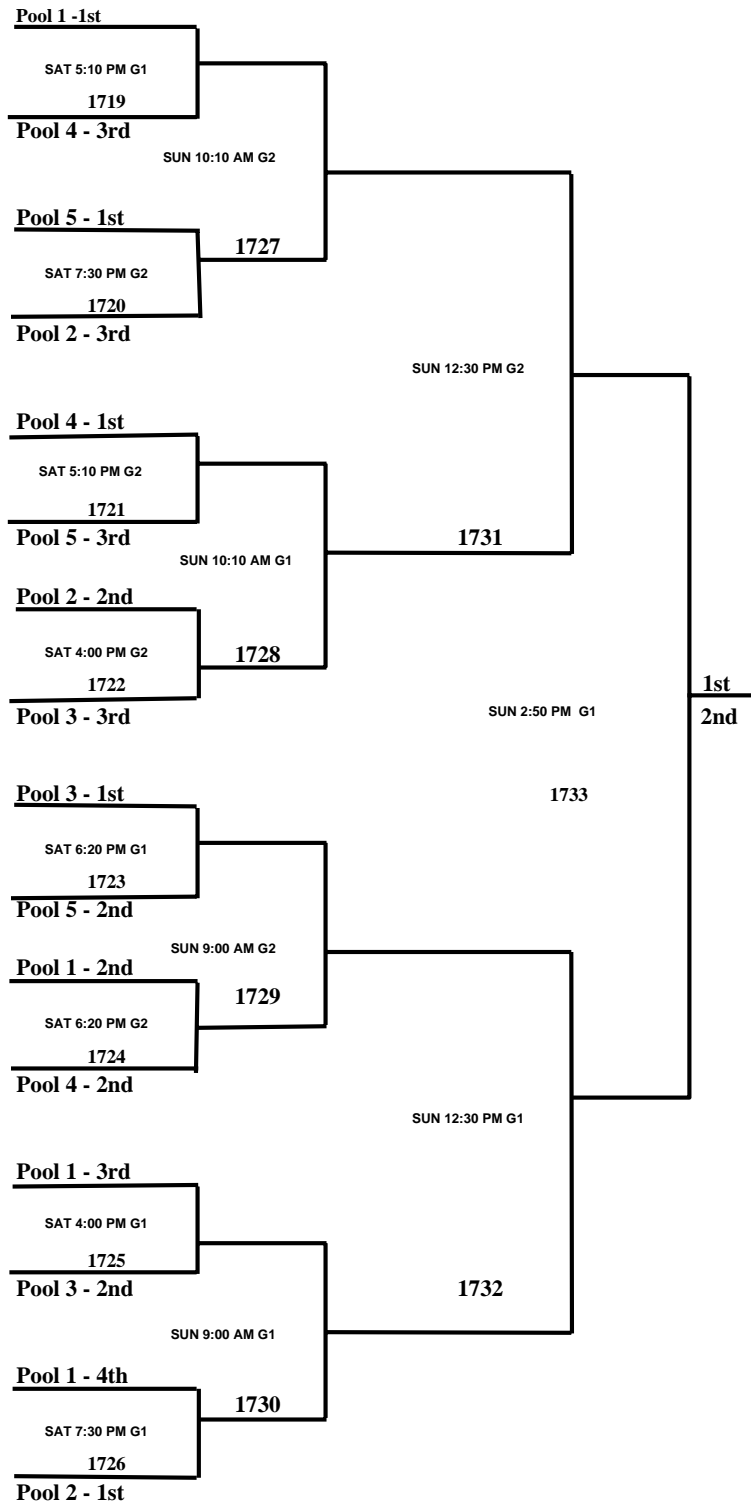 Pool 1 -1st
SAT 5:10 PM G1
1719
Pool 4 - 3rd
SUN 10:10 AM G2
Pool 5 - 1st
1727
SAT 7:30 PM G2
1720
Pool 2 - 3rd
SUN 12:30 PM G2
Pool 4 - 1st
SAT 5:10 PM G2
1721
Pool 5 - 3rd
1731
SUN 10:10 AM G1
Pool 2 - 2nd
SAT 4:00 PM G2
1728
1722
Pool 3 - 3rd
1st
SUN 2:50 PM  G1
2nd
Pool 3 - 1st
1733
SAT 6:20 PM G1
1723
Pool 5 - 2nd
SUN 9:00 AM G2
Pool 1 - 2nd
1729
SAT 6:20 PM G2
1724
Pool 4 - 2nd
SUN 12:30 PM G1
Pool 1 - 3rd
SAT 4:00 PM G1
1725
Pool 3 - 2nd
1732
SUN 9:00 AM G1
Pool 1 - 4th
1730
SAT 7:30 PM G1
1726
Pool 2 - 1st